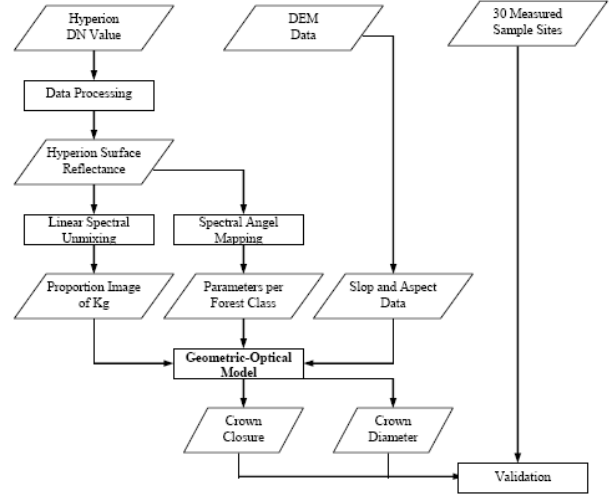 Hyperion
DN Value
DEM
Data
30 Measured
Sample Sites
Data Processing
Hyperion Surface
Reflectance
Linear Spectral
Unmixing
Spectral Angel
Mapping
Proportion Image
of Kg
Parameters per
Forest Class
Slop and Aspect
Data
Geometric-Optical
Model
Crown
Closure
Crown
Diameter
Validation